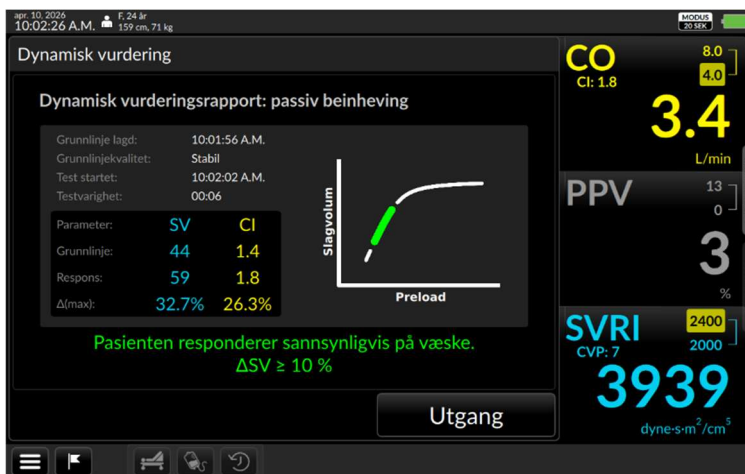 apr. 10, 2026
10:02:26 A.M.
F, 24 år
159 cm, 71 kg
MODUS
20 SEK
Dynamisk vurdering
Dynamisk vurderingsrapport: passiv beinheving
Grunnlinje lagd: 10:01:56 A.M.
Grunnlinjekvalitet: Stabil
Test startet: 10:02:02 A.M.
Testvarighet: 00:06
Parameter: SV CI
Grunnlinje: 44 1.4
Respons: 59 1.8
Δ(max): 32.7% 26.3%
Slagvolum
Preload
Pasienten responderer sannsynligvis på væske.
ΔSV ≥ 10 %
Utgang
CO 8.0
CI: 1.8 4.0
3.4
L/min
PPV 13
0
3
%
SVRI 2400
CVP: 7 2000
3939
dyne·s·m²/cm⁵